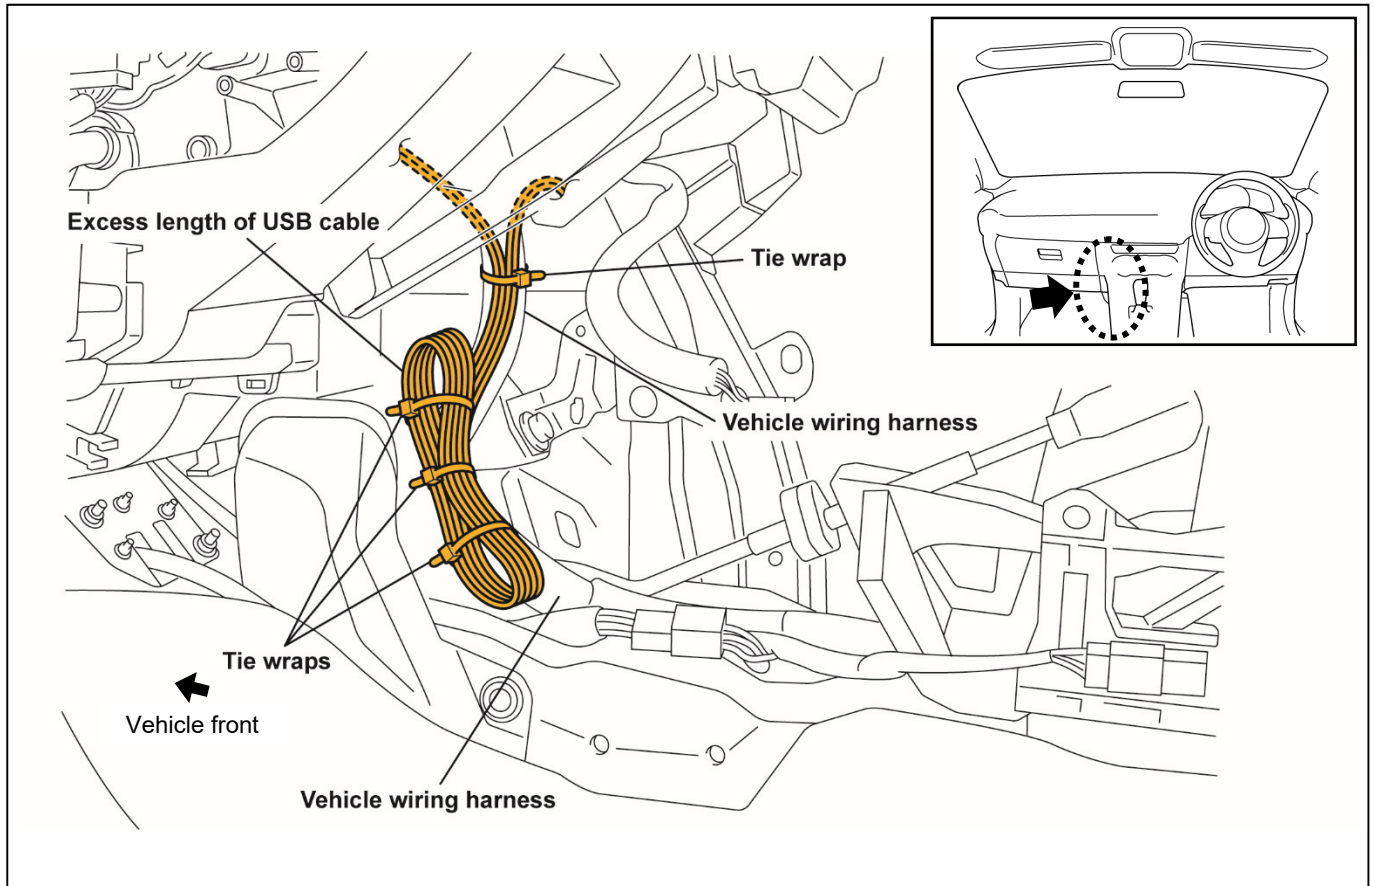 Excess length of USB cable
Tie wrap
Vehicle wiring harness
Tie wraps
Vehicle front
Vehicle wiring harness